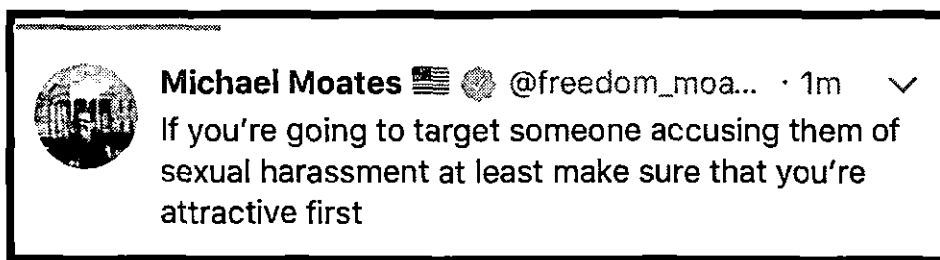 Michael Moates 🇺🇸 @freedom_moa... · 1m
If you're going to target someone accusing them of
sexual harassment at least make sure that you're
attractive first